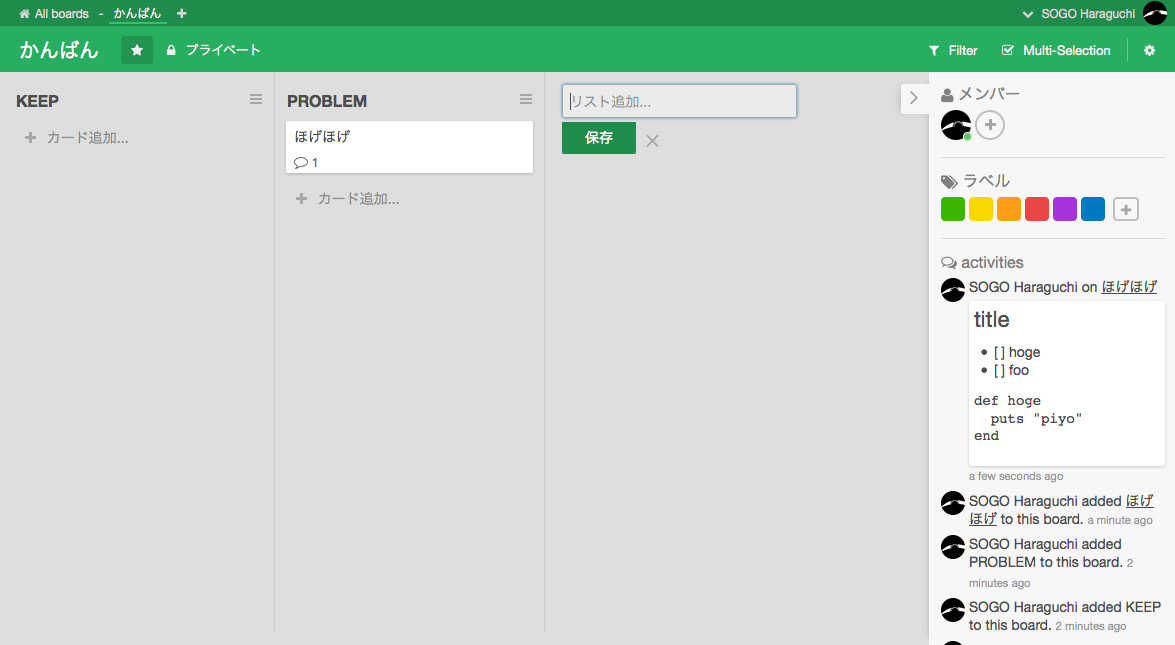 All boards - かんばん
SOGO Haraguchi
かんばん プライベート
Filter Multi-Selection
KEEP
カード追加...
PROBLEM
ほげほげ
1
カード追加...
リスト追加...
保存
メンバー
ラベル
activities
SOGO Haraguchi on ほげほげ
title
[ ] hoge
[ ] foo
def hoge
  puts "piyo"
end
a few seconds ago
SOGO Haraguchi added ほげ
ほげ to this board. a minute ago
SOGO Haraguchi added
PROBLEM to this board. 2
minutes ago
SOGO Haraguchi added KEEP
to this board. 2 minutes ago